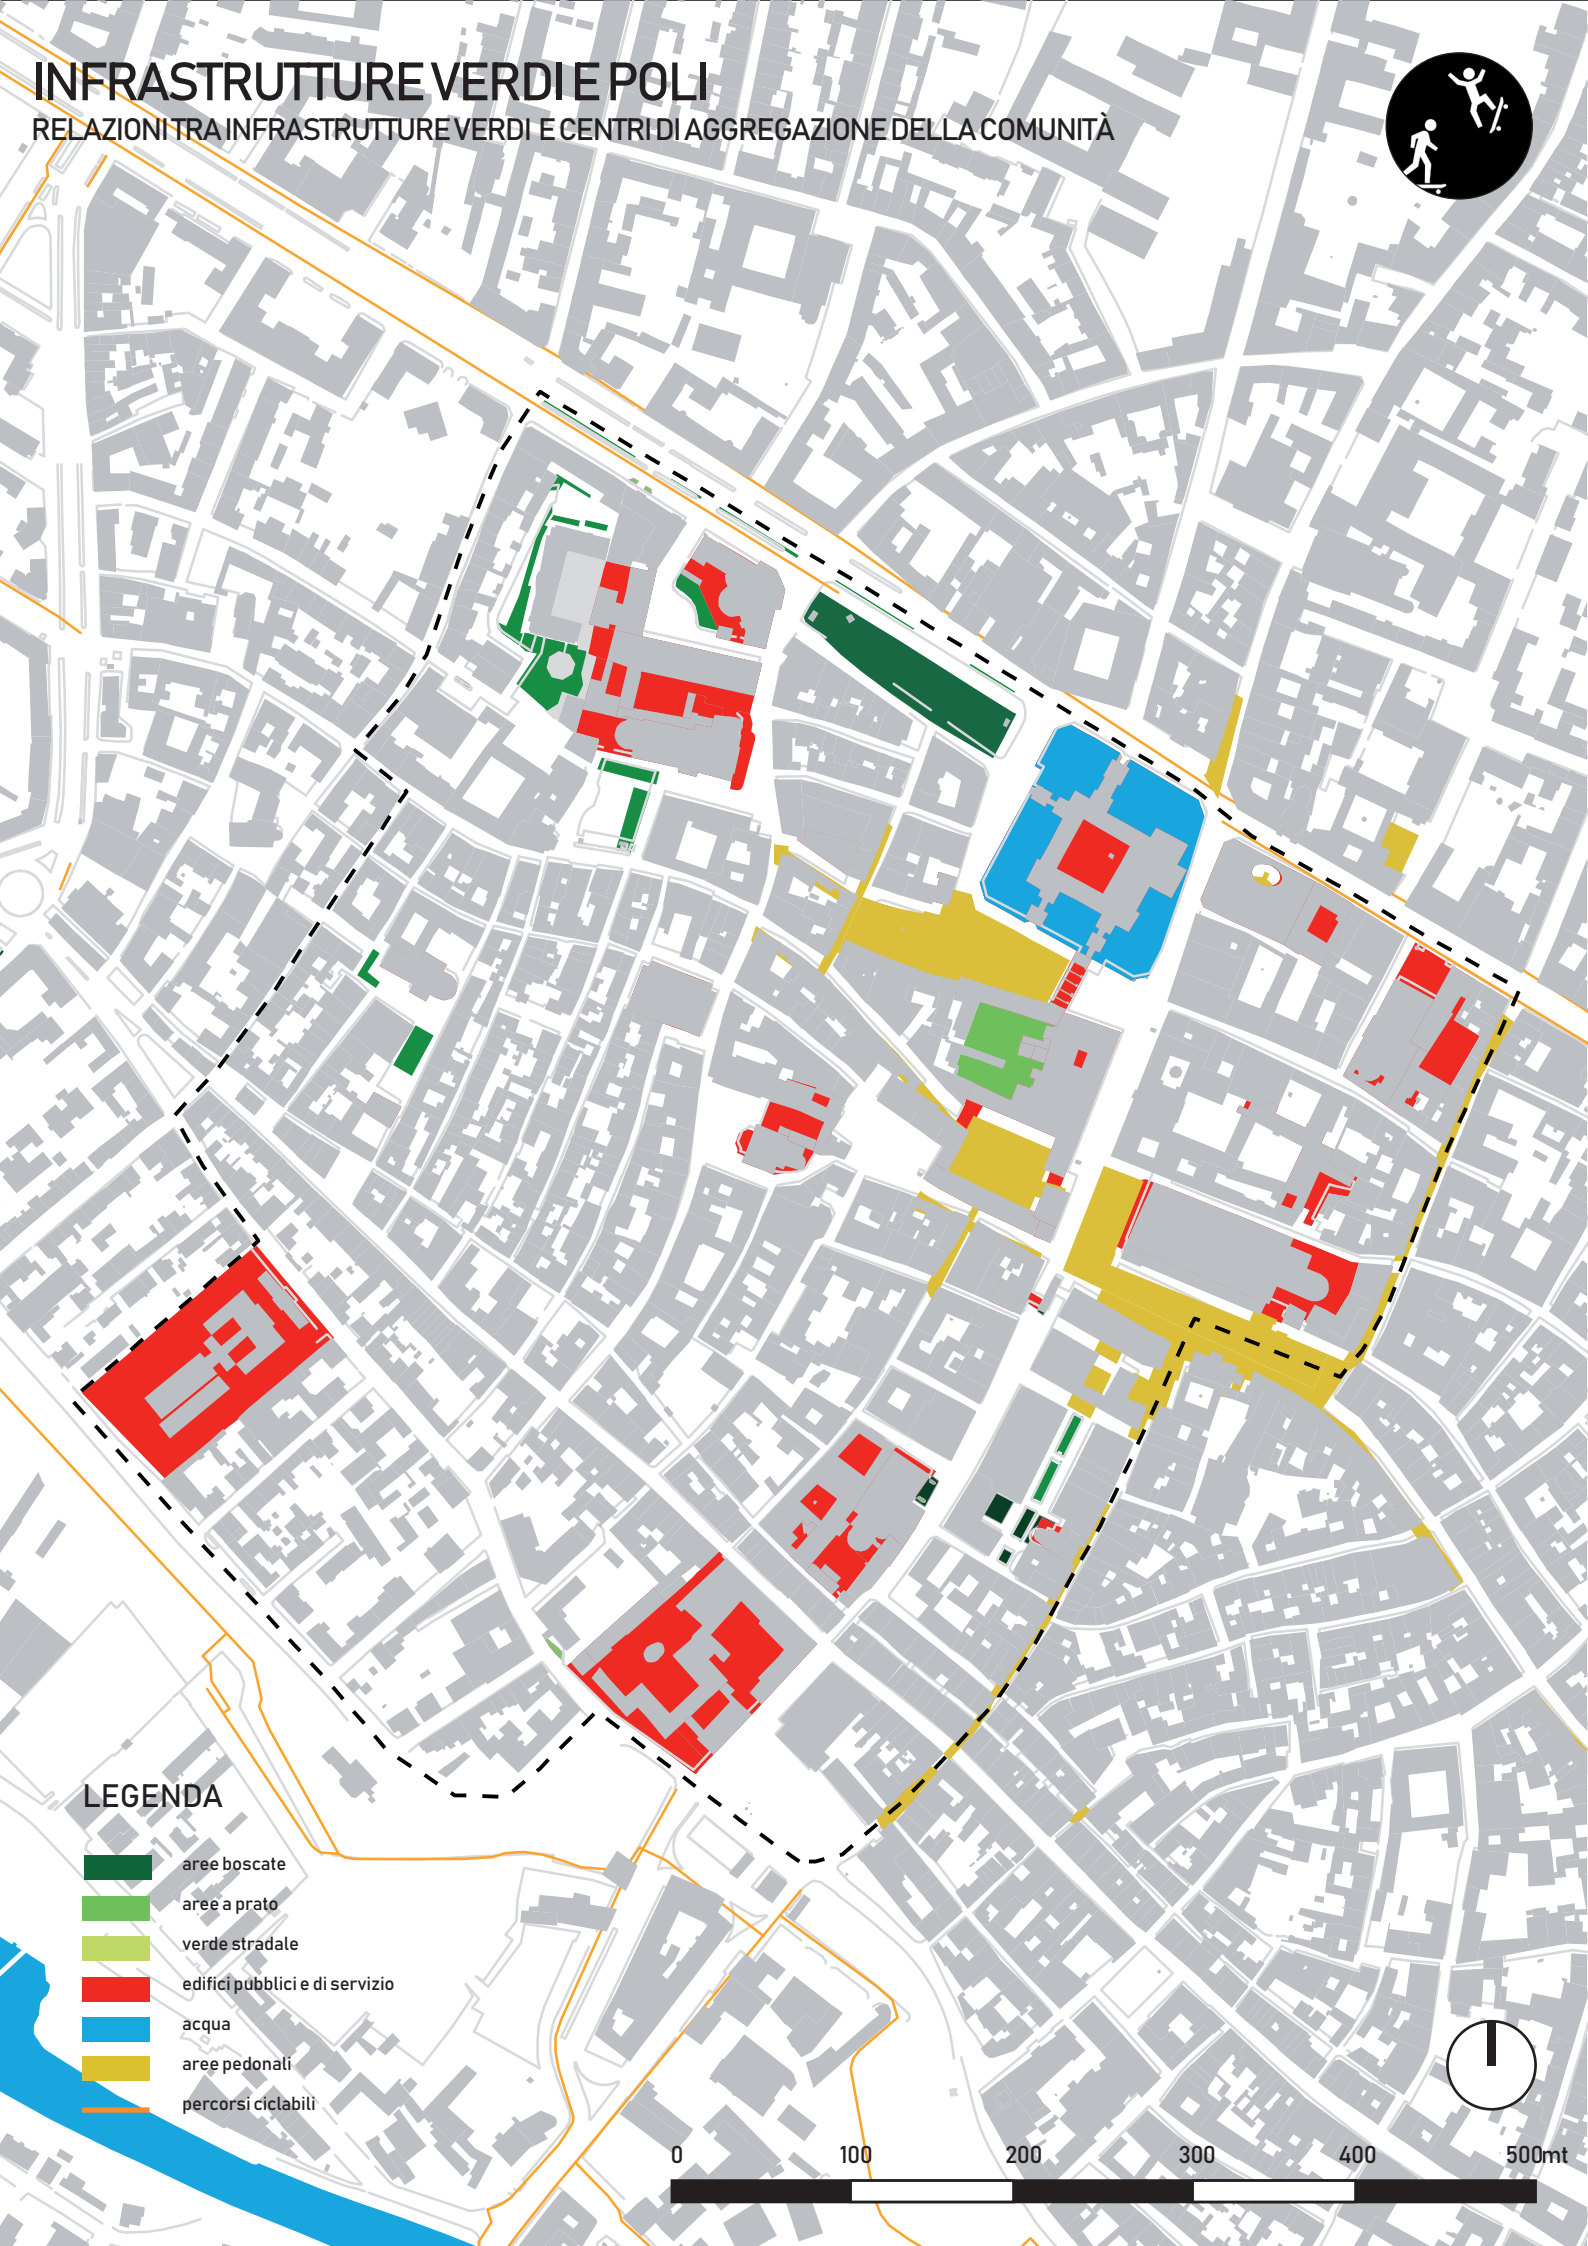 INFRASTRUTTURE VERDI E POLI
RELAZIONI TRA INFRASTRUTTURE VERDI E CENTRI DI AGGREGAZIONE DELLA COMUNITÀ
LEGENDA
aree boscate
aree a prato
verde stradale
edifici pubblici e di servizio
acqua
aree pedonali
percorsi ciclabili
0 100 200 300 400 500mt